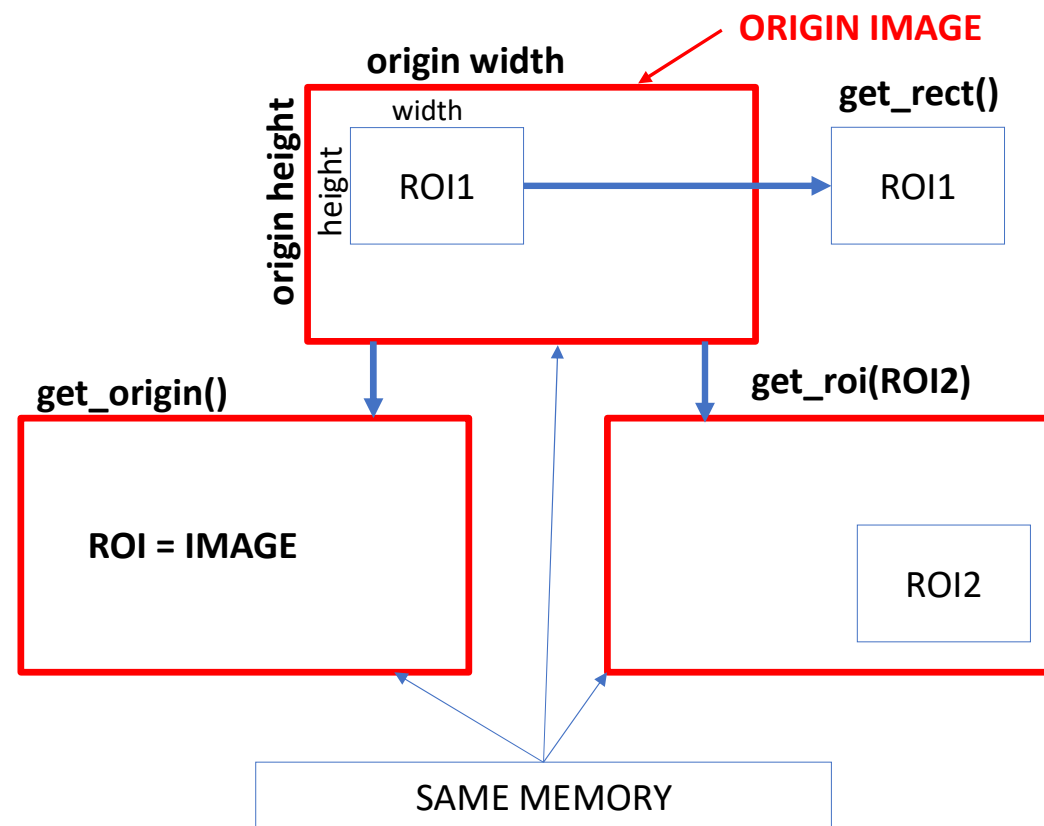 ORIGIN IMAGE
origin width
get_rect()
width
origin height
height
ROI1
ROI1
get_origin()
get_roi(ROI2)
ROI = IMAGE
ROI2
SAME MEMORY